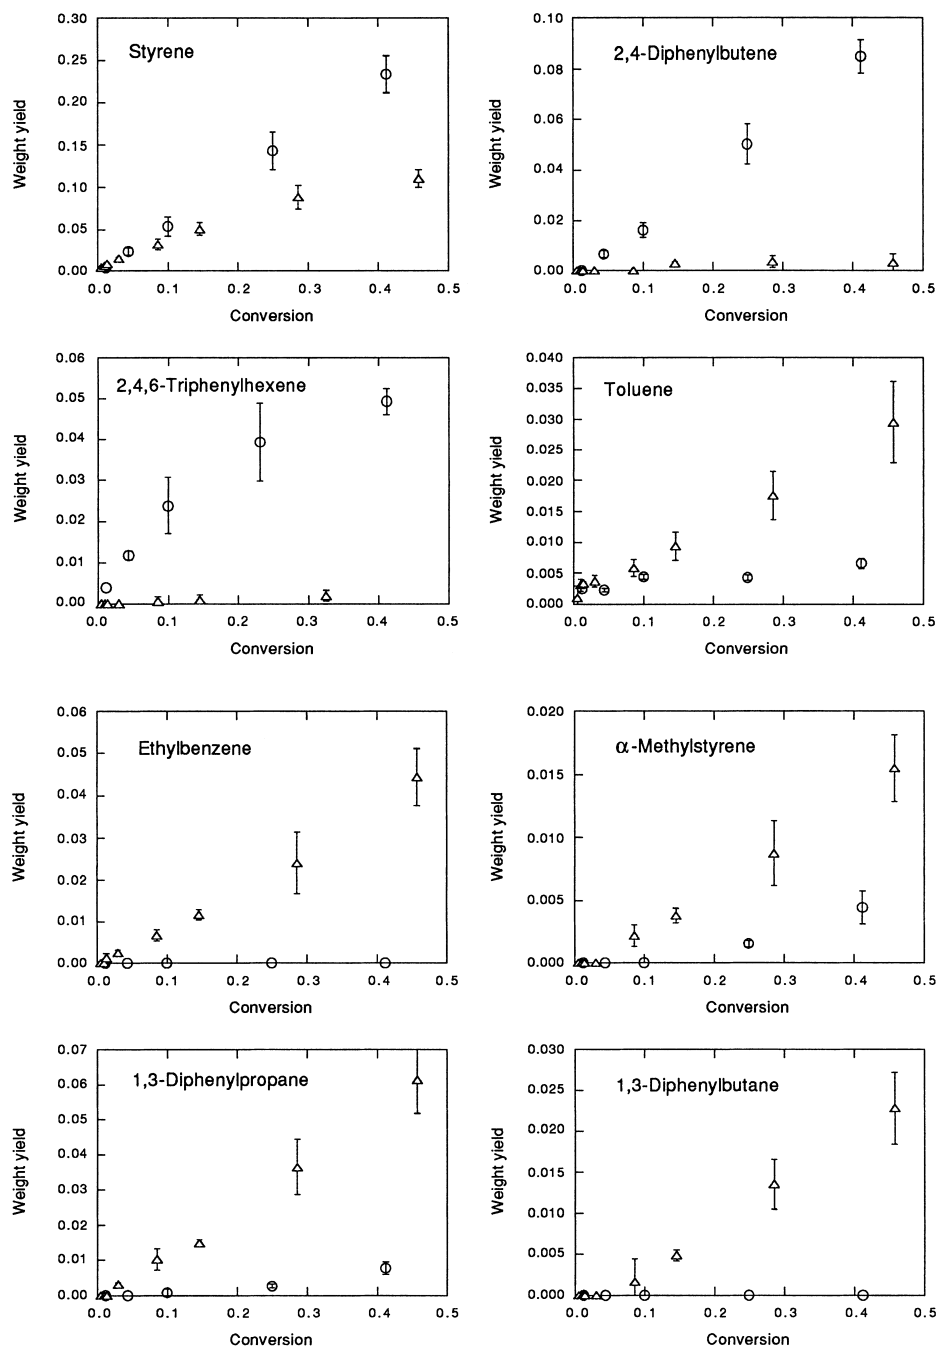 Styrene
Weight yield
0.30
0.25
0.20
0.15
0.10
0.05
0.00
0.0 0.1 0.2 0.3 0.4 0.5
Conversion
2,4-Diphenylbutene
Weight yield
0.10
0.08
0.06
0.04
0.02
0.00
0.0 0.1 0.2 0.3 0.4 0.5
Conversion
2,4,6-Triphenylhexene
Weight yield
0.06
0.05
0.04
0.03
0.02
0.01
0.00
0.0 0.1 0.2 0.3 0.4 0.5
Conversion
Toluene
Weight yield
0.040
0.035
0.030
0.025
0.020
0.015
0.010
0.005
0.000
0.0 0.1 0.2 0.3 0.4 0.5
Conversion
Ethylbenzene
Weight yield
0.06
0.05
0.04
0.03
0.02
0.01
0.00
0.0 0.1 0.2 0.3 0.4 0.5
Conversion
α-Methylstyrene
Weight yield
0.020
0.015
0.010
0.005
0.000
0.0 0.1 0.2 0.3 0.4 0.5
Conversion
1,3-Diphenylpropane
Weight yield
0.07
0.06
0.05
0.04
0.03
0.02
0.01
0.00
0.0 0.1 0.2 0.3 0.4 0.5
Conversion
1,3-Diphenylbutane
Weight yield
0.030
0.025
0.020
0.015
0.010
0.005
0.000
0.0 0.1 0.2 0.3 0.4 0.5
Conversion